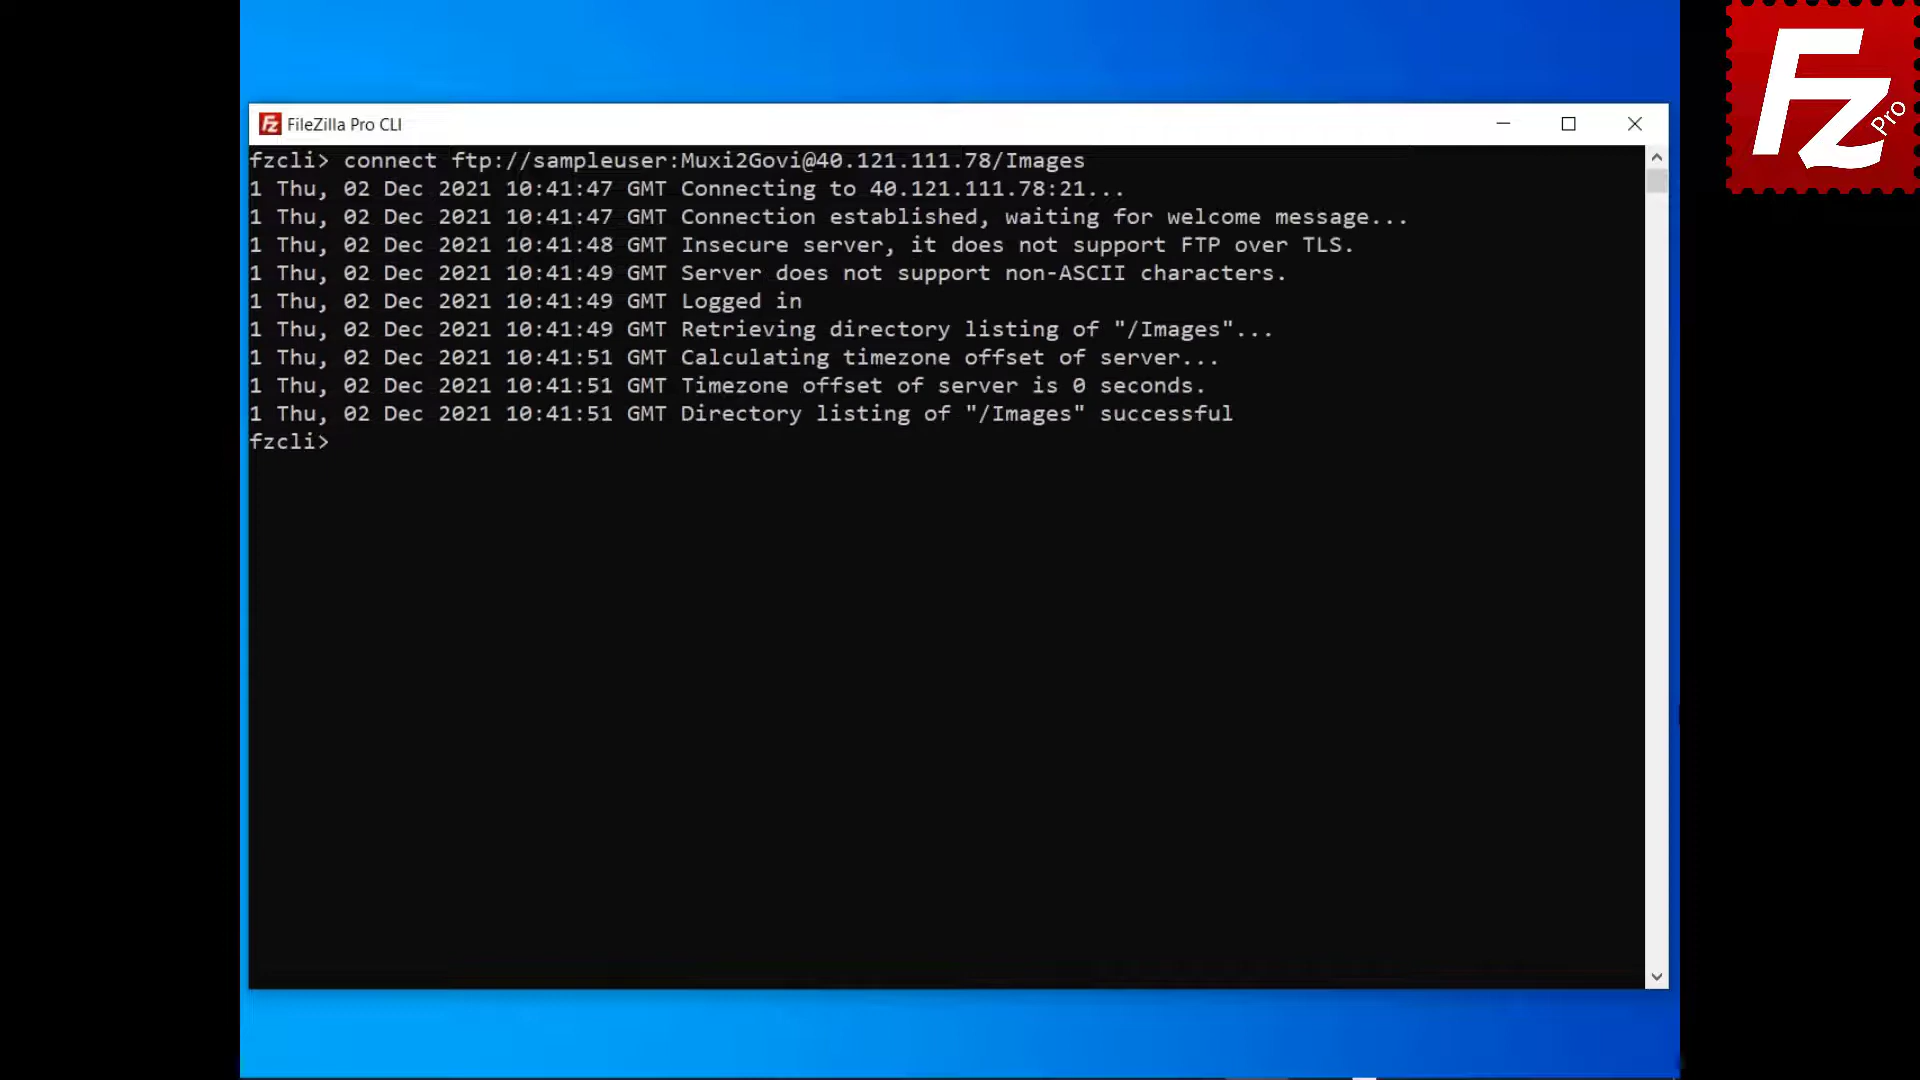 Fz Pro
Fz FileZilla Pro CLI
fzcli> connect ftp://sampleuser:Muxi2Govi@40.121.111.78/Images
1 Thu, 02 Dec 2021 10:41:47 GMT Connecting to 40.121.111.78:21...
1 Thu, 02 Dec 2021 10:41:47 GMT Connection established, waiting for welcome message...
1 Thu, 02 Dec 2021 10:41:48 GMT Insecure server, it does not support FTP over TLS.
1 Thu, 02 Dec 2021 10:41:49 GMT Server does not support non-ASCII characters.
1 Thu, 02 Dec 2021 10:41:49 GMT Logged in
1 Thu, 02 Dec 2021 10:41:49 GMT Retrieving directory listing of "/Images"...
1 Thu, 02 Dec 2021 10:41:51 GMT Calculating timezone offset of server...
1 Thu, 02 Dec 2021 10:41:51 GMT Timezone offset of server is 0 seconds.
1 Thu, 02 Dec 2021 10:41:51 GMT Directory listing of "/Images" successful
fzcli>